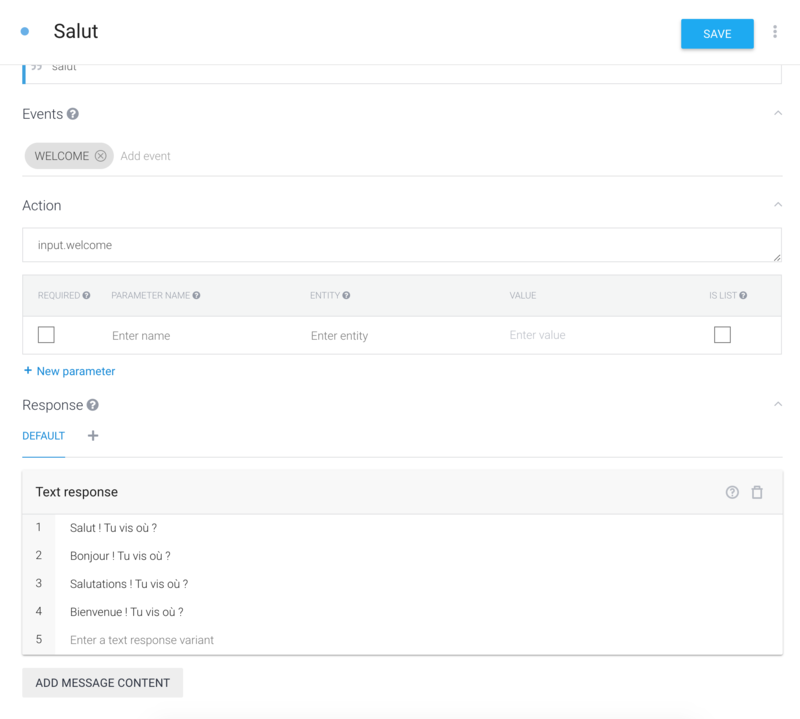 Salut
SAVE
salut
Events
WELCOME Add event
Action
input.welcome
REQUIRED PARAMETER NAME ENTITY VALUE IS LIST
Enter name Enter entity Enter value
+ New parameter
Response
DEFAULT +
Text response
1 Salut ! Tu vis où ?
2 Bonjour ! Tu vis où ?
3 Salutations ! Tu vis où ?
4 Bienvenue ! Tu vis où ?
5 Enter a text response variant
ADD MESSAGE CONTENT